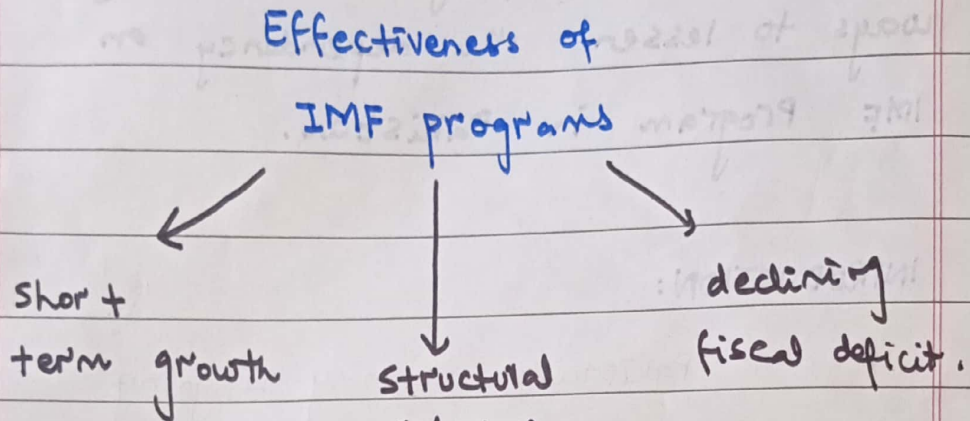 Effectiveness of
IMF programs
short
term growth
structural
declining
fiscal deficit.